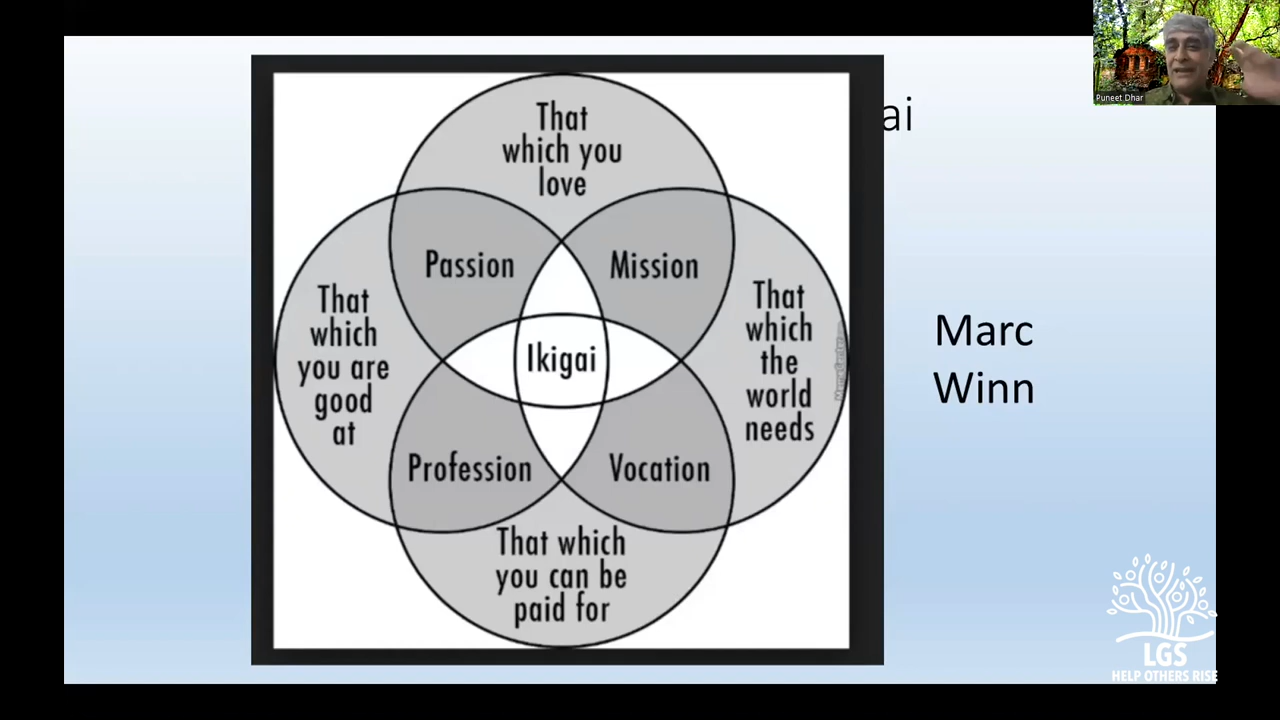 Puneet Dhar
ai
That
which you
love
Passion
Mission
That
which
you are
good
at
Ikigai
That
which
the
world
needs
Profession
Vocation
That which
you can be
paid for
Marc
Winn
LGS
HELP OTHERS RISE